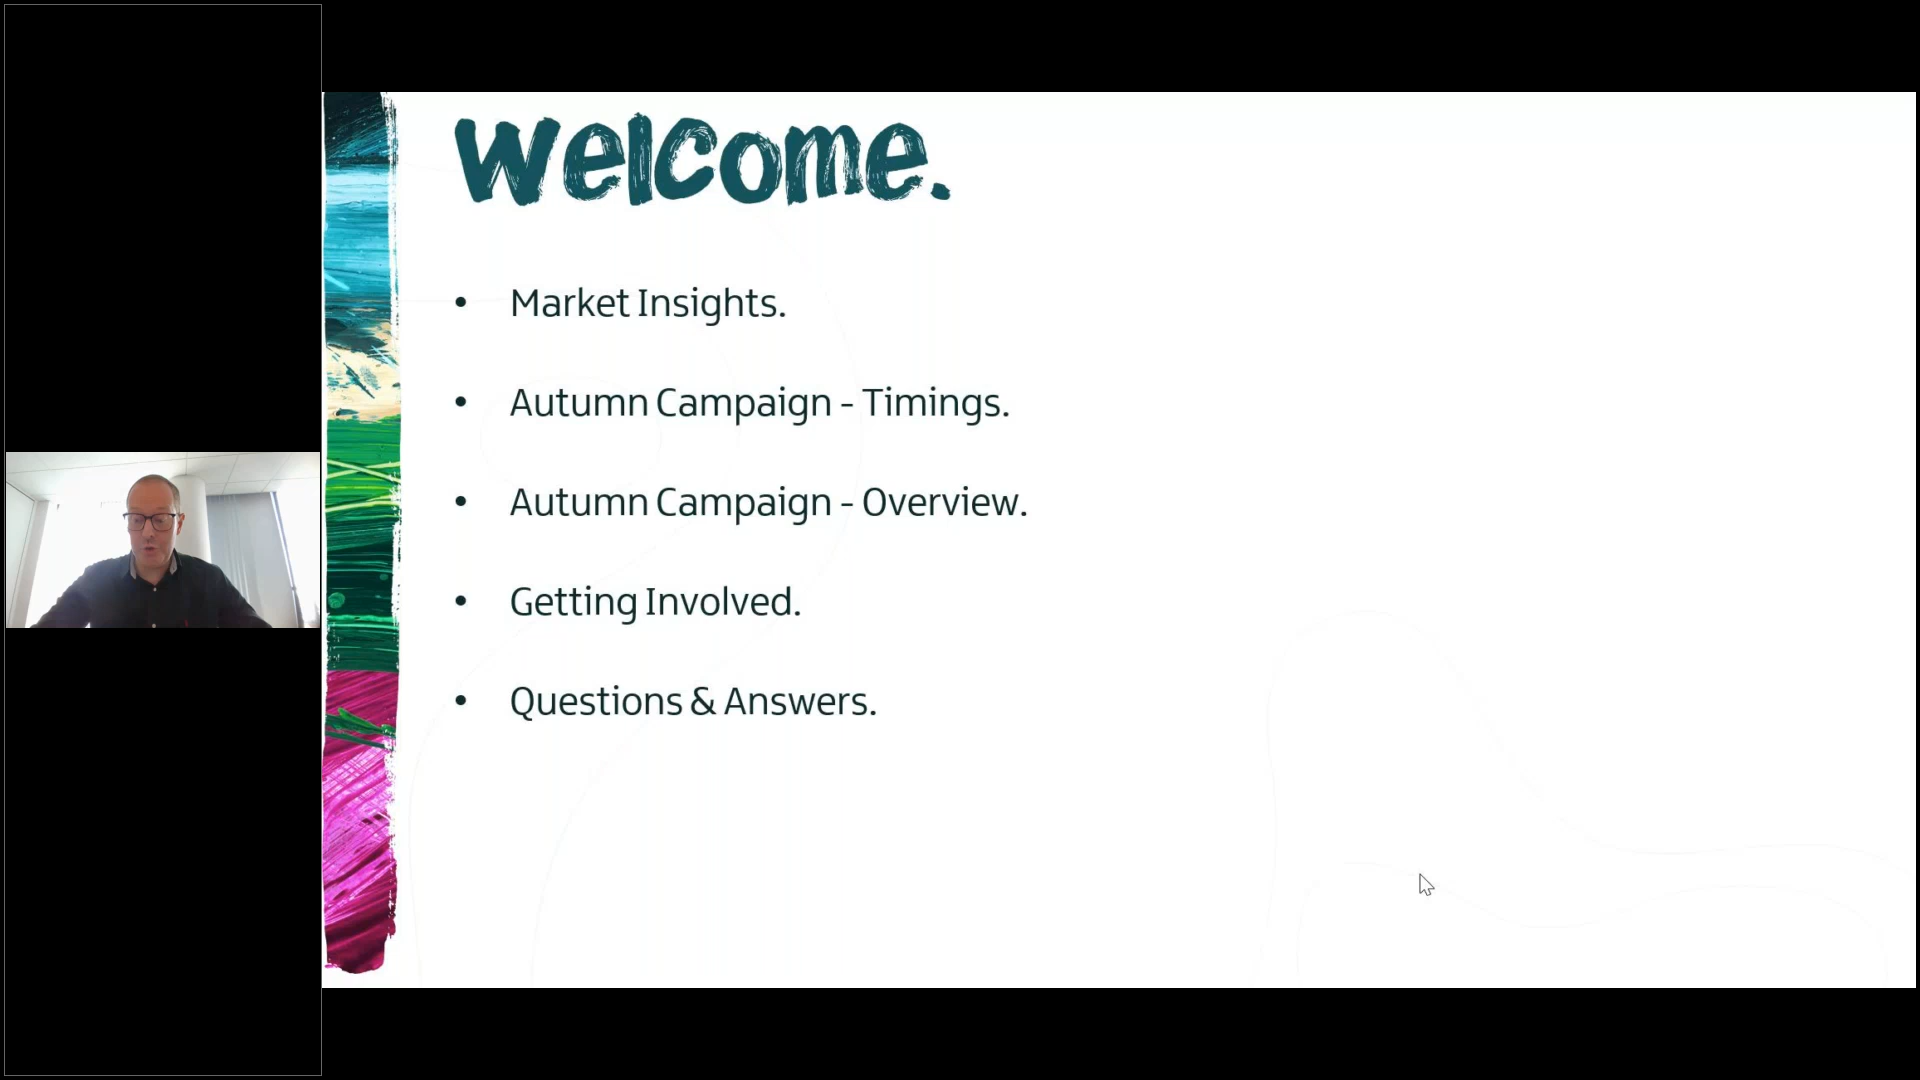 Welcome.
• Market Insights.
• Autumn Campaign - Timings.
• Autumn Campaign - Overview.
• Getting Involved.
• Questions & Answers.